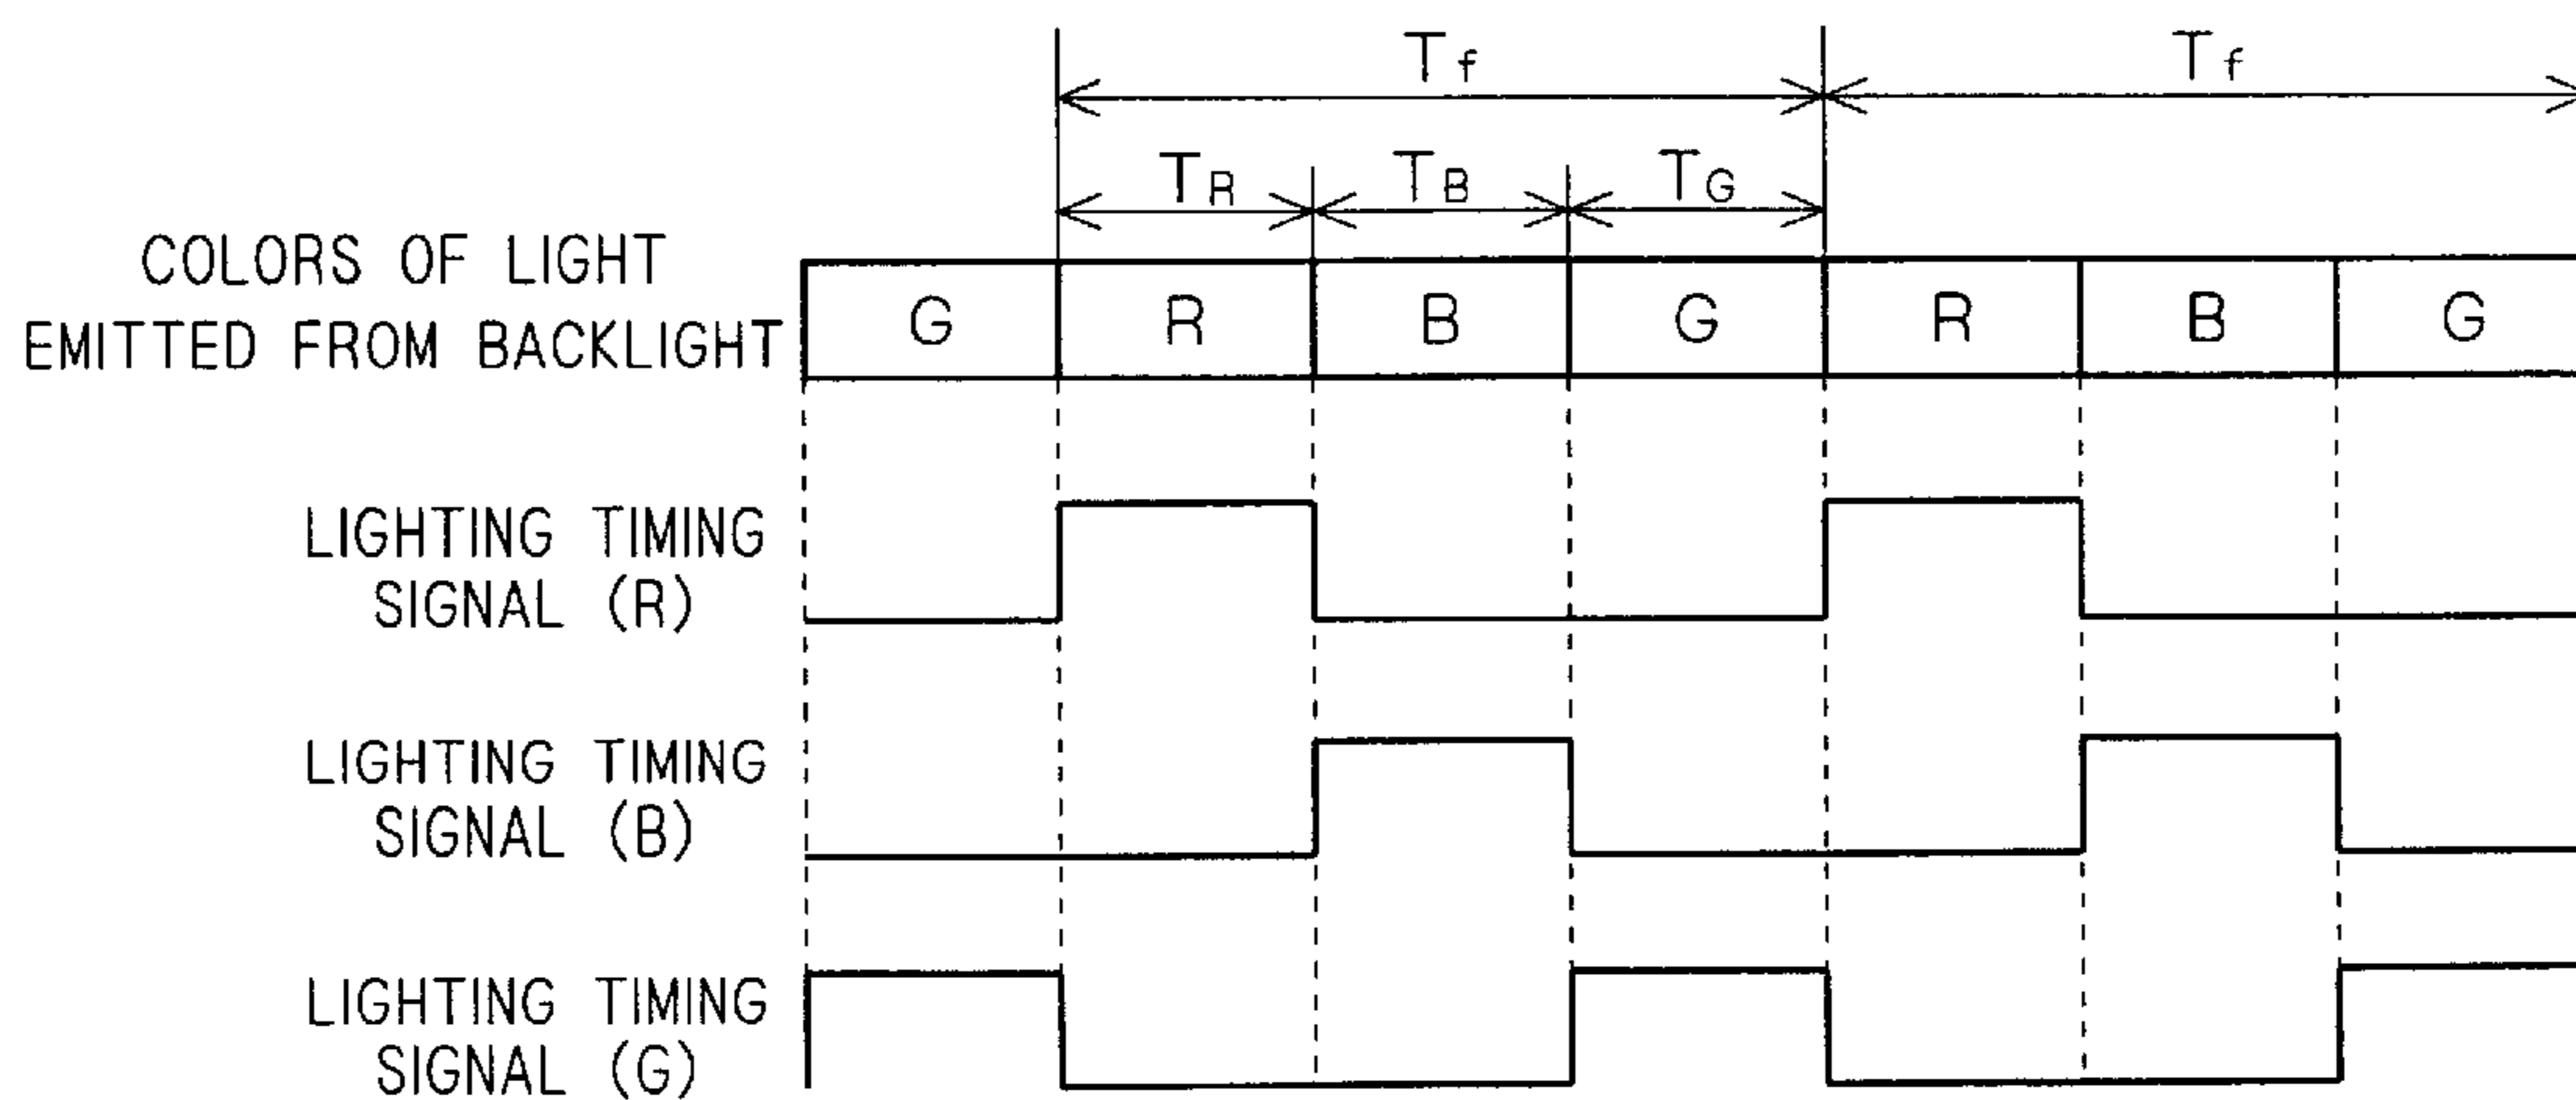 Tf Tf
TR TB TG
COLORS OF LIGHT
EMITTED FROM BACKLIGHT
G R B G R B G
LIGHTING TIMING
SIGNAL (R)
LIGHTING TIMING
SIGNAL (B)
LIGHTING TIMING
SIGNAL (G)